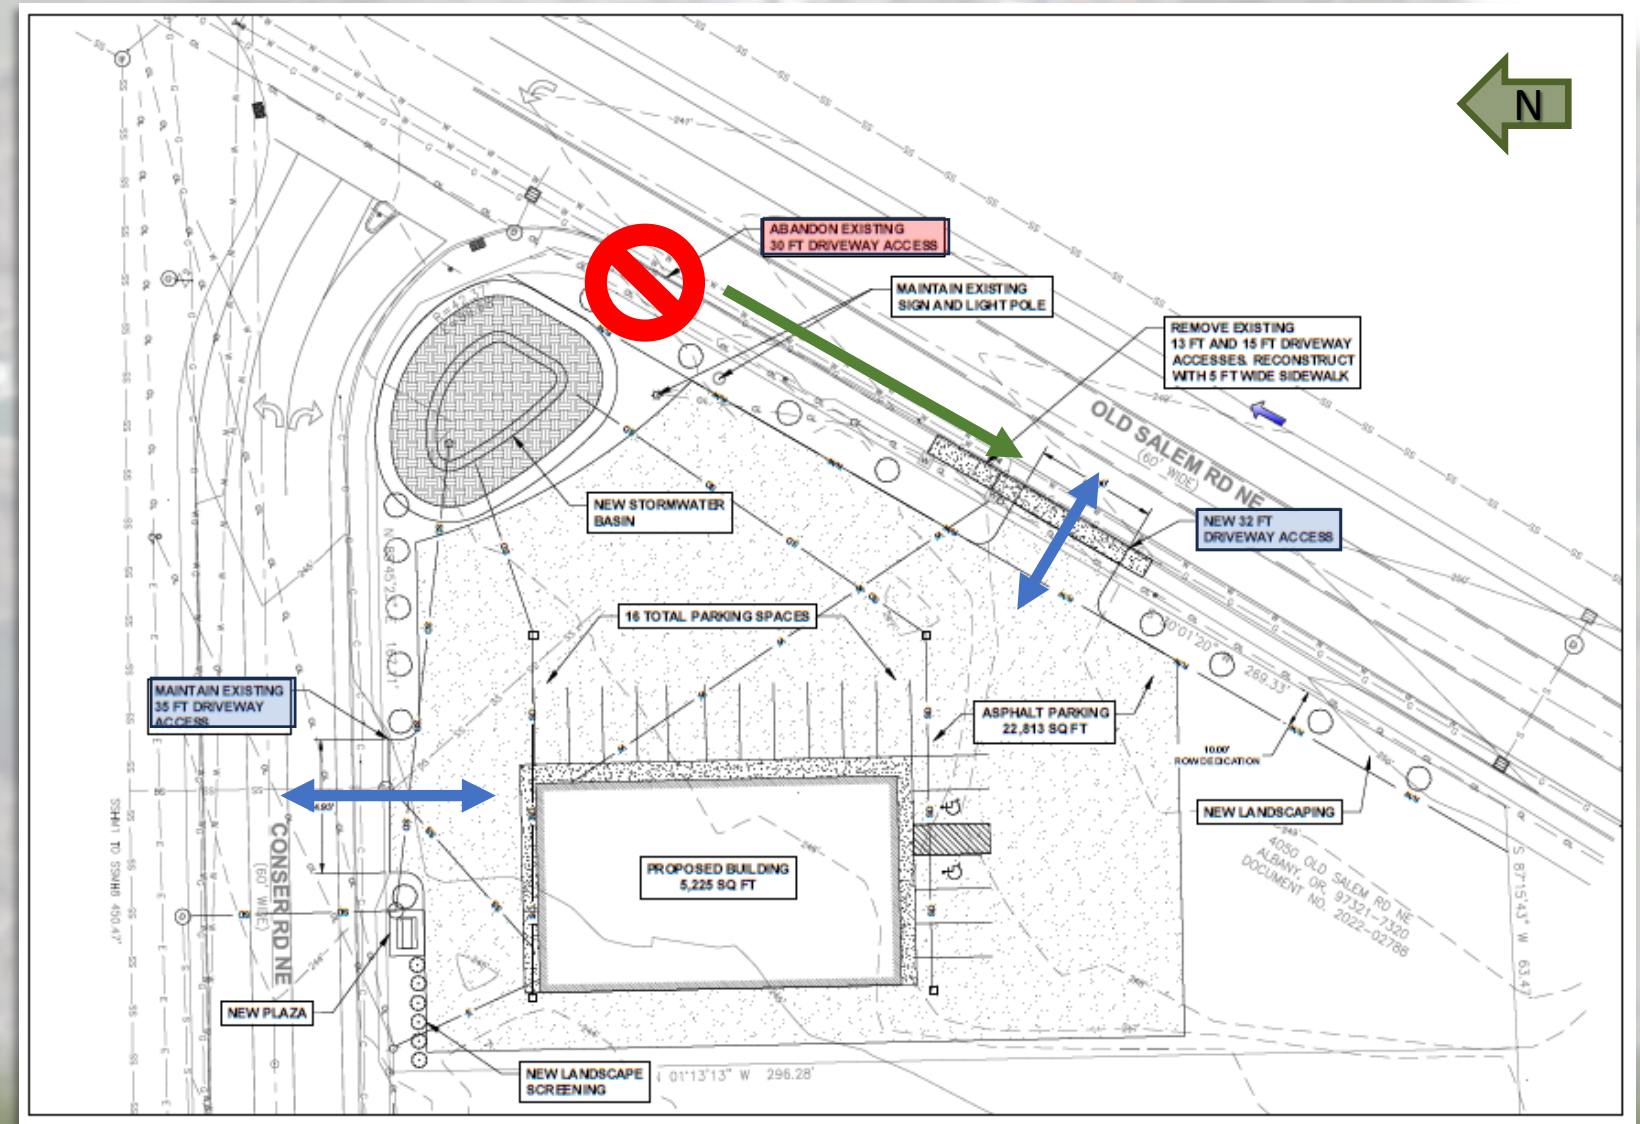 N
ABANDON EXISTING
30 FT DRIVEWAY ACCESS
MAINTAIN EXISTING
SIGN AND LIGHT POLE
REMOVE EXISTING
13 FT AND 15 FT DRIVEWAY
ACCESSES. RECONSTRUCT
WITH 5 FT WIDE SIDEWALK
OLD SALEM RD NE
(60' WIDE)
NEW STORMWATER
BASIN
NEW 32 FT
DRIVEWAY ACCESS
16 TOTAL PARKING SPACES
MAINTAIN EXISTING
35 FT DRIVEWAY
ACCESS
ASPHALT PARKING
22,813 SQ FT
10.00'
ROW DEDICATION
269.33'
NEW LANDSCAPING
4050 OLD SALEM RD NE
ALBANY, OR 97321-7320
DOCUMENT NO. 2022-02788
S 87°15'43" W 63.43'
PROPOSED BUILDING
5,225 SQ FT
CONSER RD NE
(60' WIDE)
SSMH1 TO SSMH8 450.47'
NEW PLAZA
NEW LANDSCAPE
SCREENING
01°13'13" W 296.28'